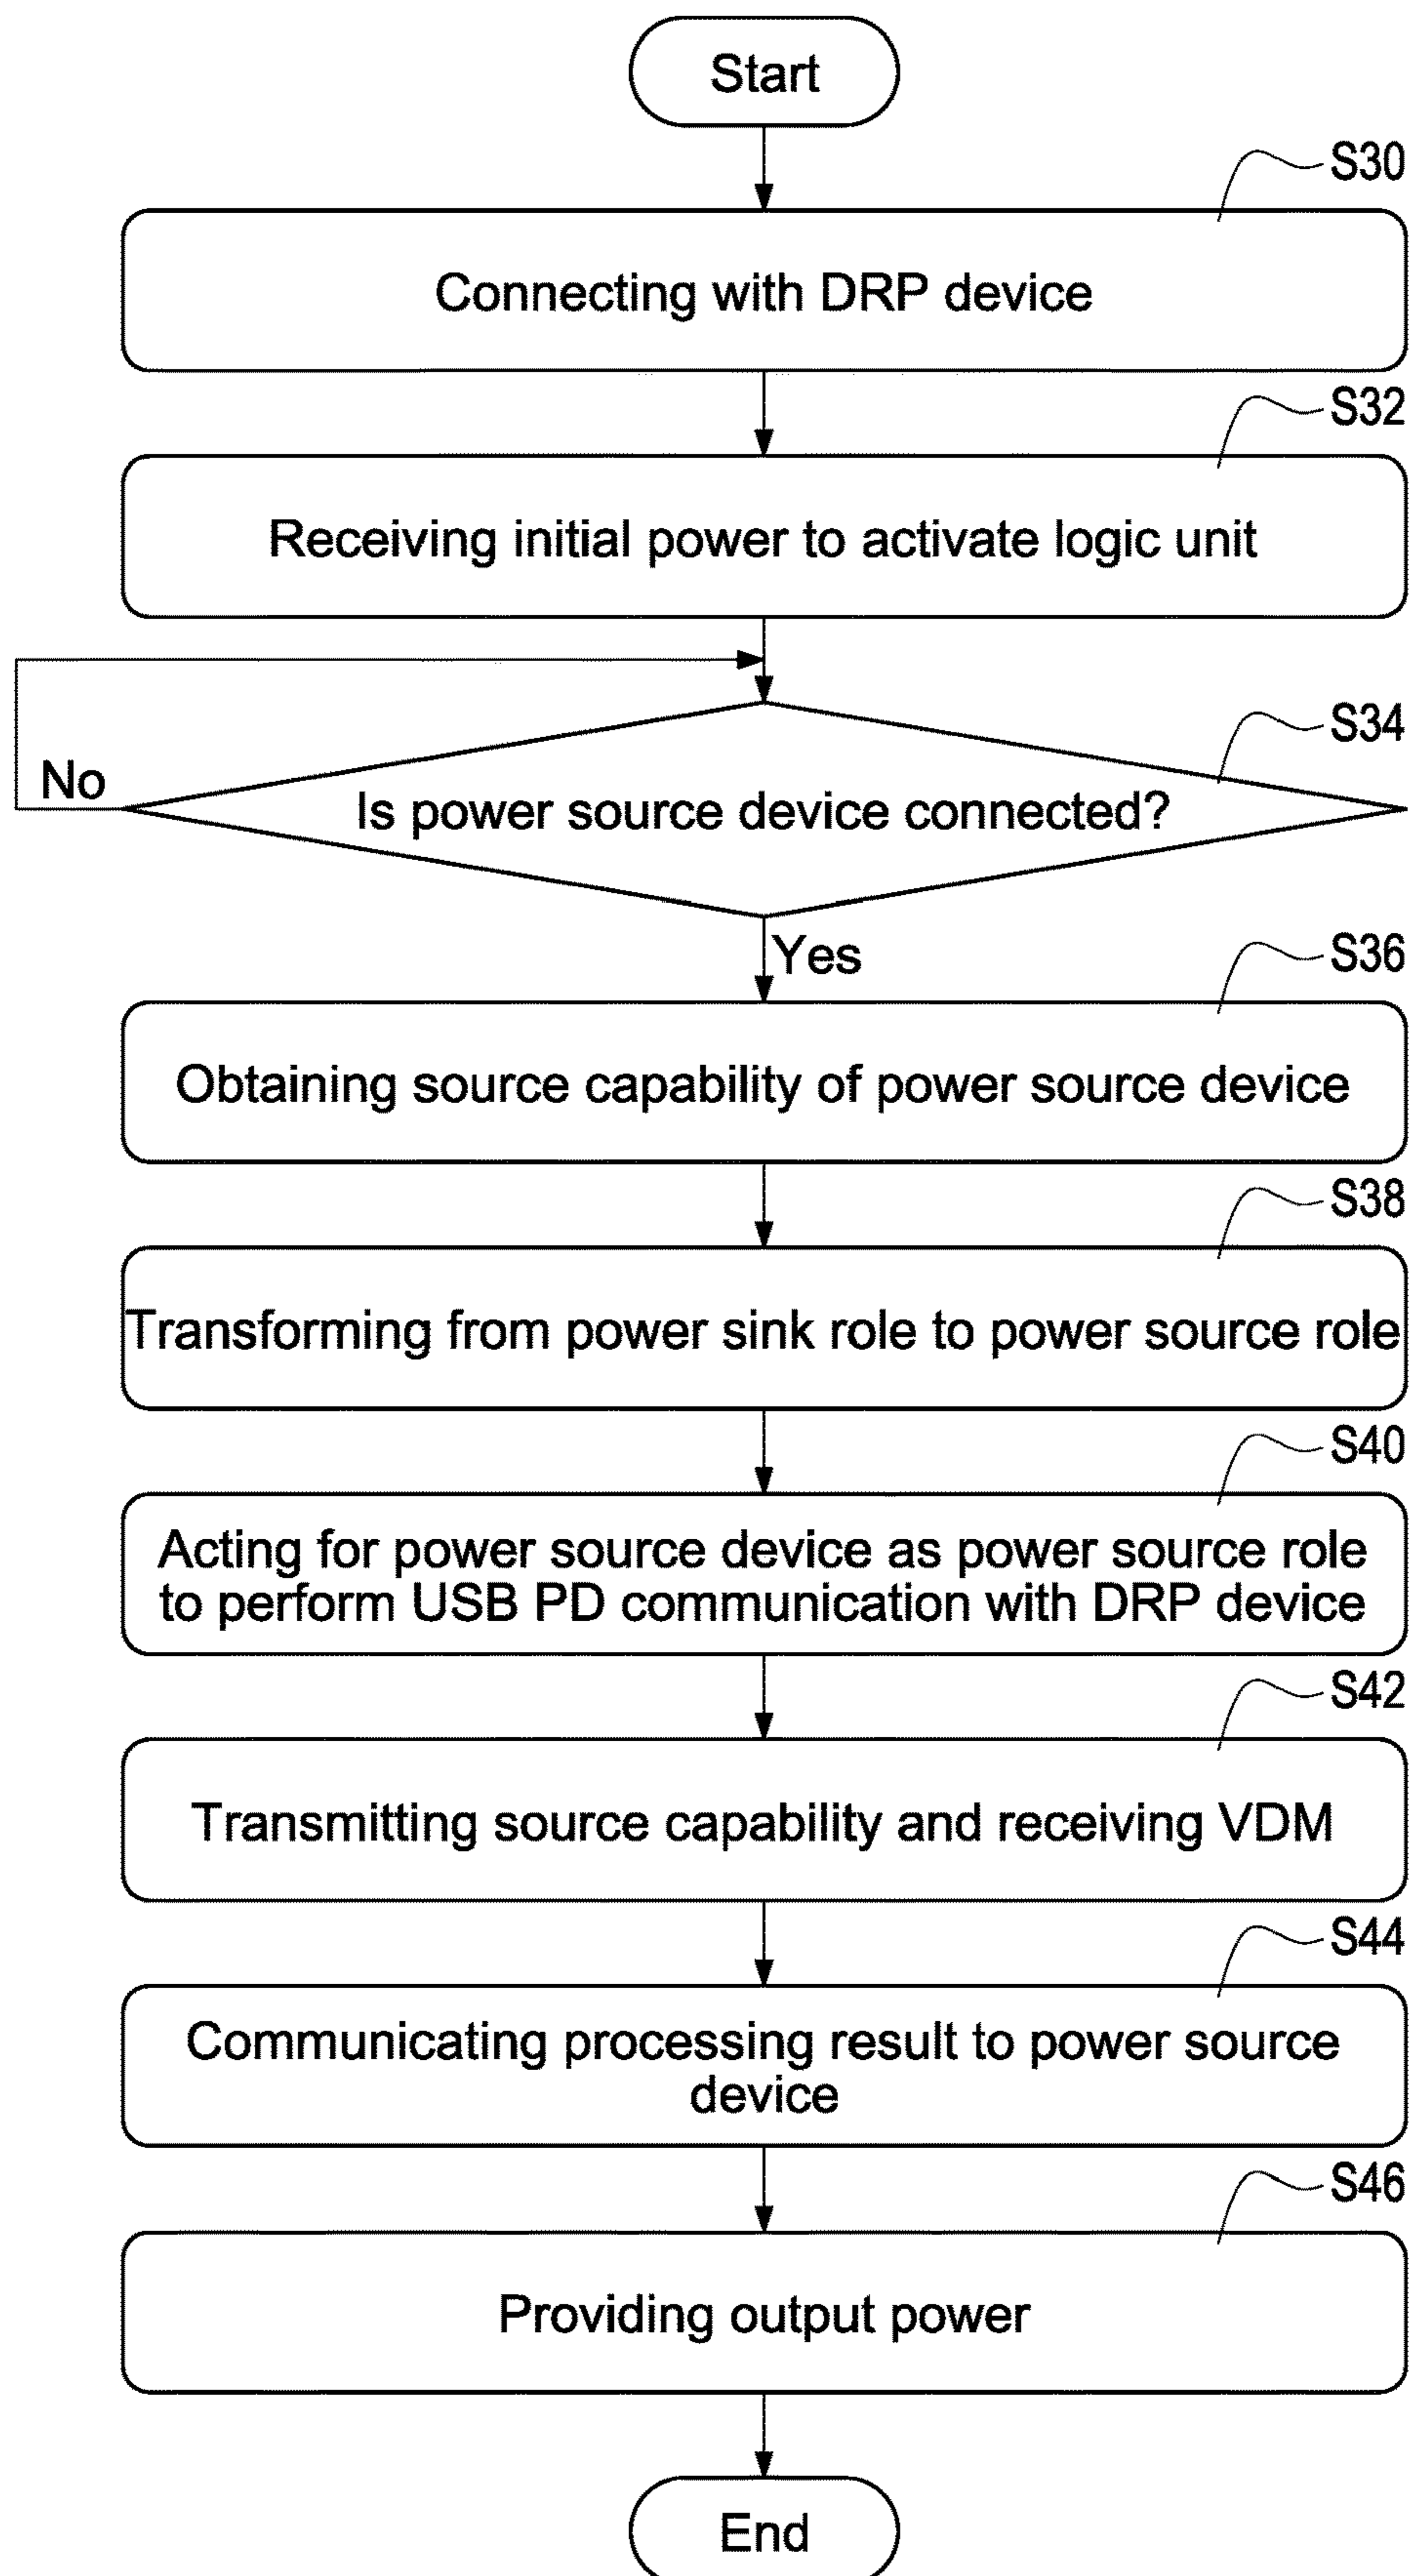 Start
S30
Connecting with DRP device
S32
Receiving initial power to activate logic unit
S34
No
Is power source device connected?
Yes
S36
Obtaining source capability of power source device
S38
Transforming from power sink role to power source role
S40
Acting for power source device as power source role
to perform USB PD communication with DRP device
S42
Transmitting source capability and receiving VDM
S44
Communicating processing result to power source
device
S46
Providing output power
End